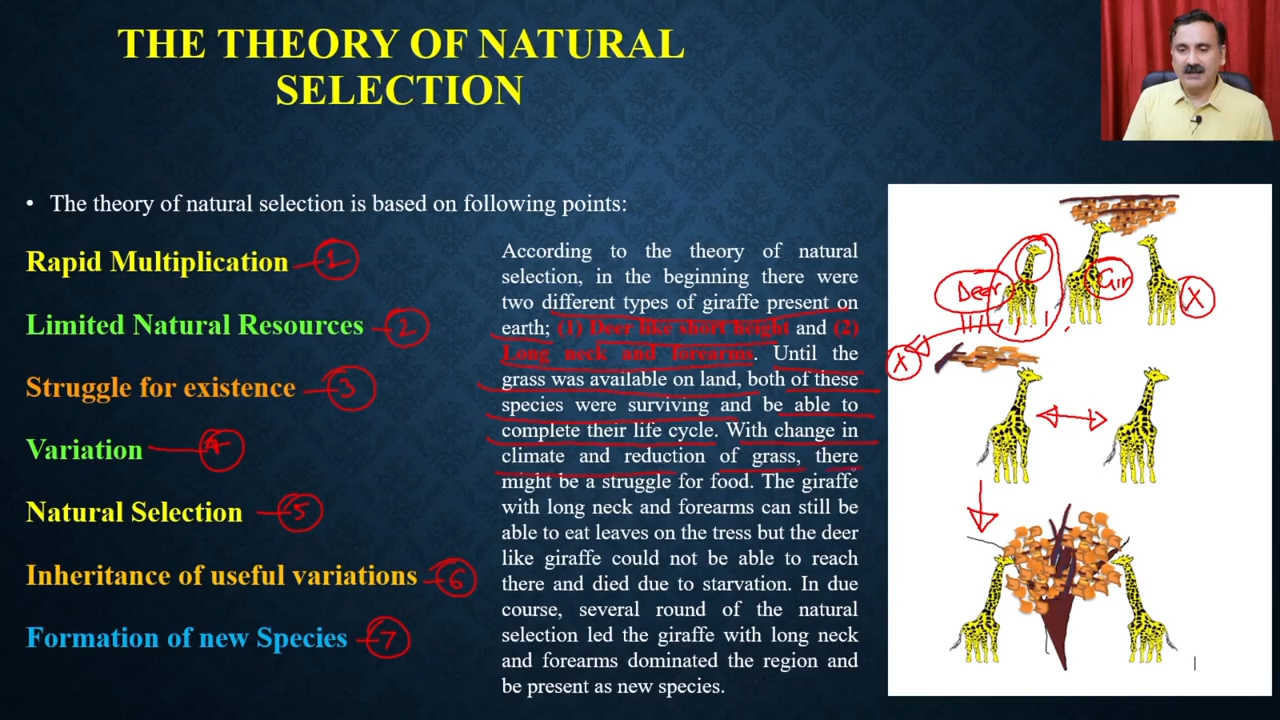 THE THEORY OF NATURAL
SELECTION
• The theory of natural selection is based on following points:
Rapid Multiplication 1
Limited Natural Resources 2
Struggle for existence 3
Variation 4
Natural Selection 5
Inheritance of useful variations 6
Formation of new Species 7
According to the theory of natural
selection, in the beginning there were
two different types of giraffe present on
earth; (1) Deer like short height and (2)
Long neck and forearms. Until the
grass was available on land, both of these
species were surviving and be able to
complete their life cycle. With change in
climate and reduction of grass, there
might be a struggle for food. The giraffe
with long neck and forearms can still be
able to eat leaves on the tress but the deer
like giraffe could not be able to reach
there and died due to starvation. In due
course, several round of the natural
selection led the giraffe with long neck
and forearms dominated the region and
be present as new species.
Deer
Gir
X
X